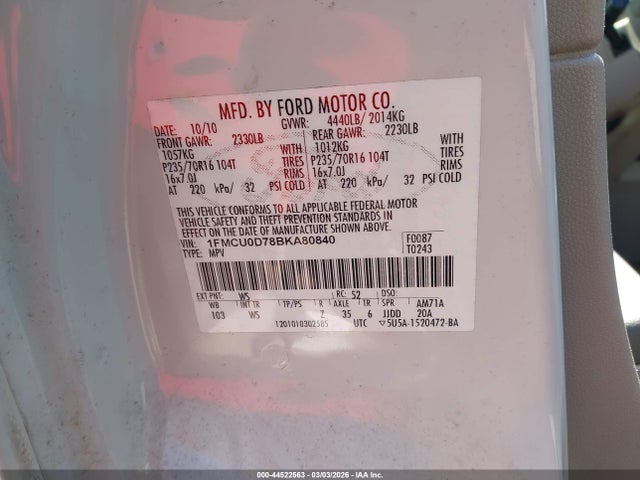 MFD. BY FORD MOTOR CO.
DATE: 10/10 GVWR: 4440LB/ 2014KG
FRONT GAWR: 2330LB REAR GAWR: 2230LB
1057KG WITH 1012KG WITH
P235/70R16 104T TIRES P235/70R16 104T TIRES
16x7.0J RIMS 16x7.0J RIMS
AT 220 kPa/ 32 PSI COLD AT 220 kPa/ 32 PSI COLD
THIS VEHICLE CONFORMS TO ALL APPLICABLE FEDERAL MOTOR
VEHICLE SAFETY AND THEFT PREVENTION STANDARDS IN
EFFECT ON THE DATE OF MANUFACTURE SHOWN ABOVE.
VIN: 1FMCU0D78BKA80840 F0087
TYPE: MPV T0243
EXT PNT: WS RC: 52 DSO:
WB INT TR TP/PS R AXLE TR SPR AM71A
103 WS Z 35 6 JJDD 20A
1201010302585 UTC 5U5A-1520472-BA
000-44522563 - 03/03/2026 - IAA Inc.